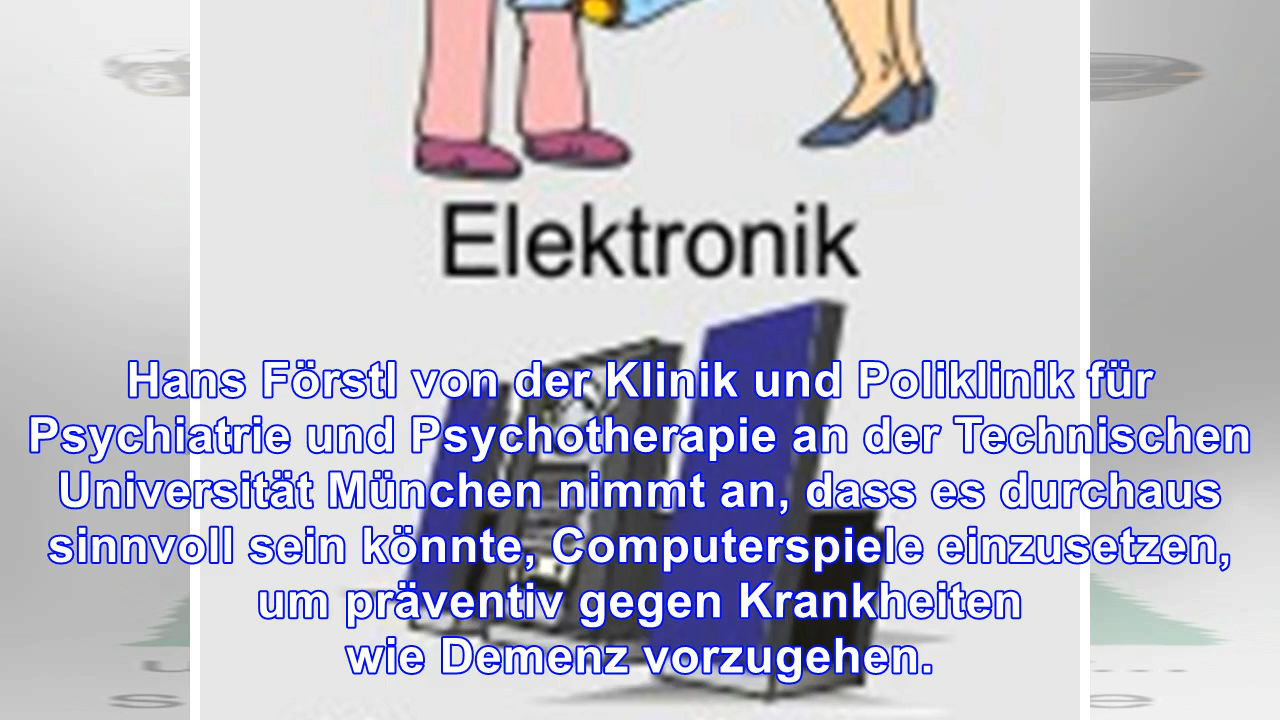 Elektronik
Hans Förstl von der Klinik und Poliklinik für
Psychiatrie und Psychotherapie an der Technischen
Universität München nimmt an, dass es durchaus
sinnvoll sein könnte, Computerspiele einzusetzen,
um präventiv gegen Krankheiten
wie Demenz vorzugehen.